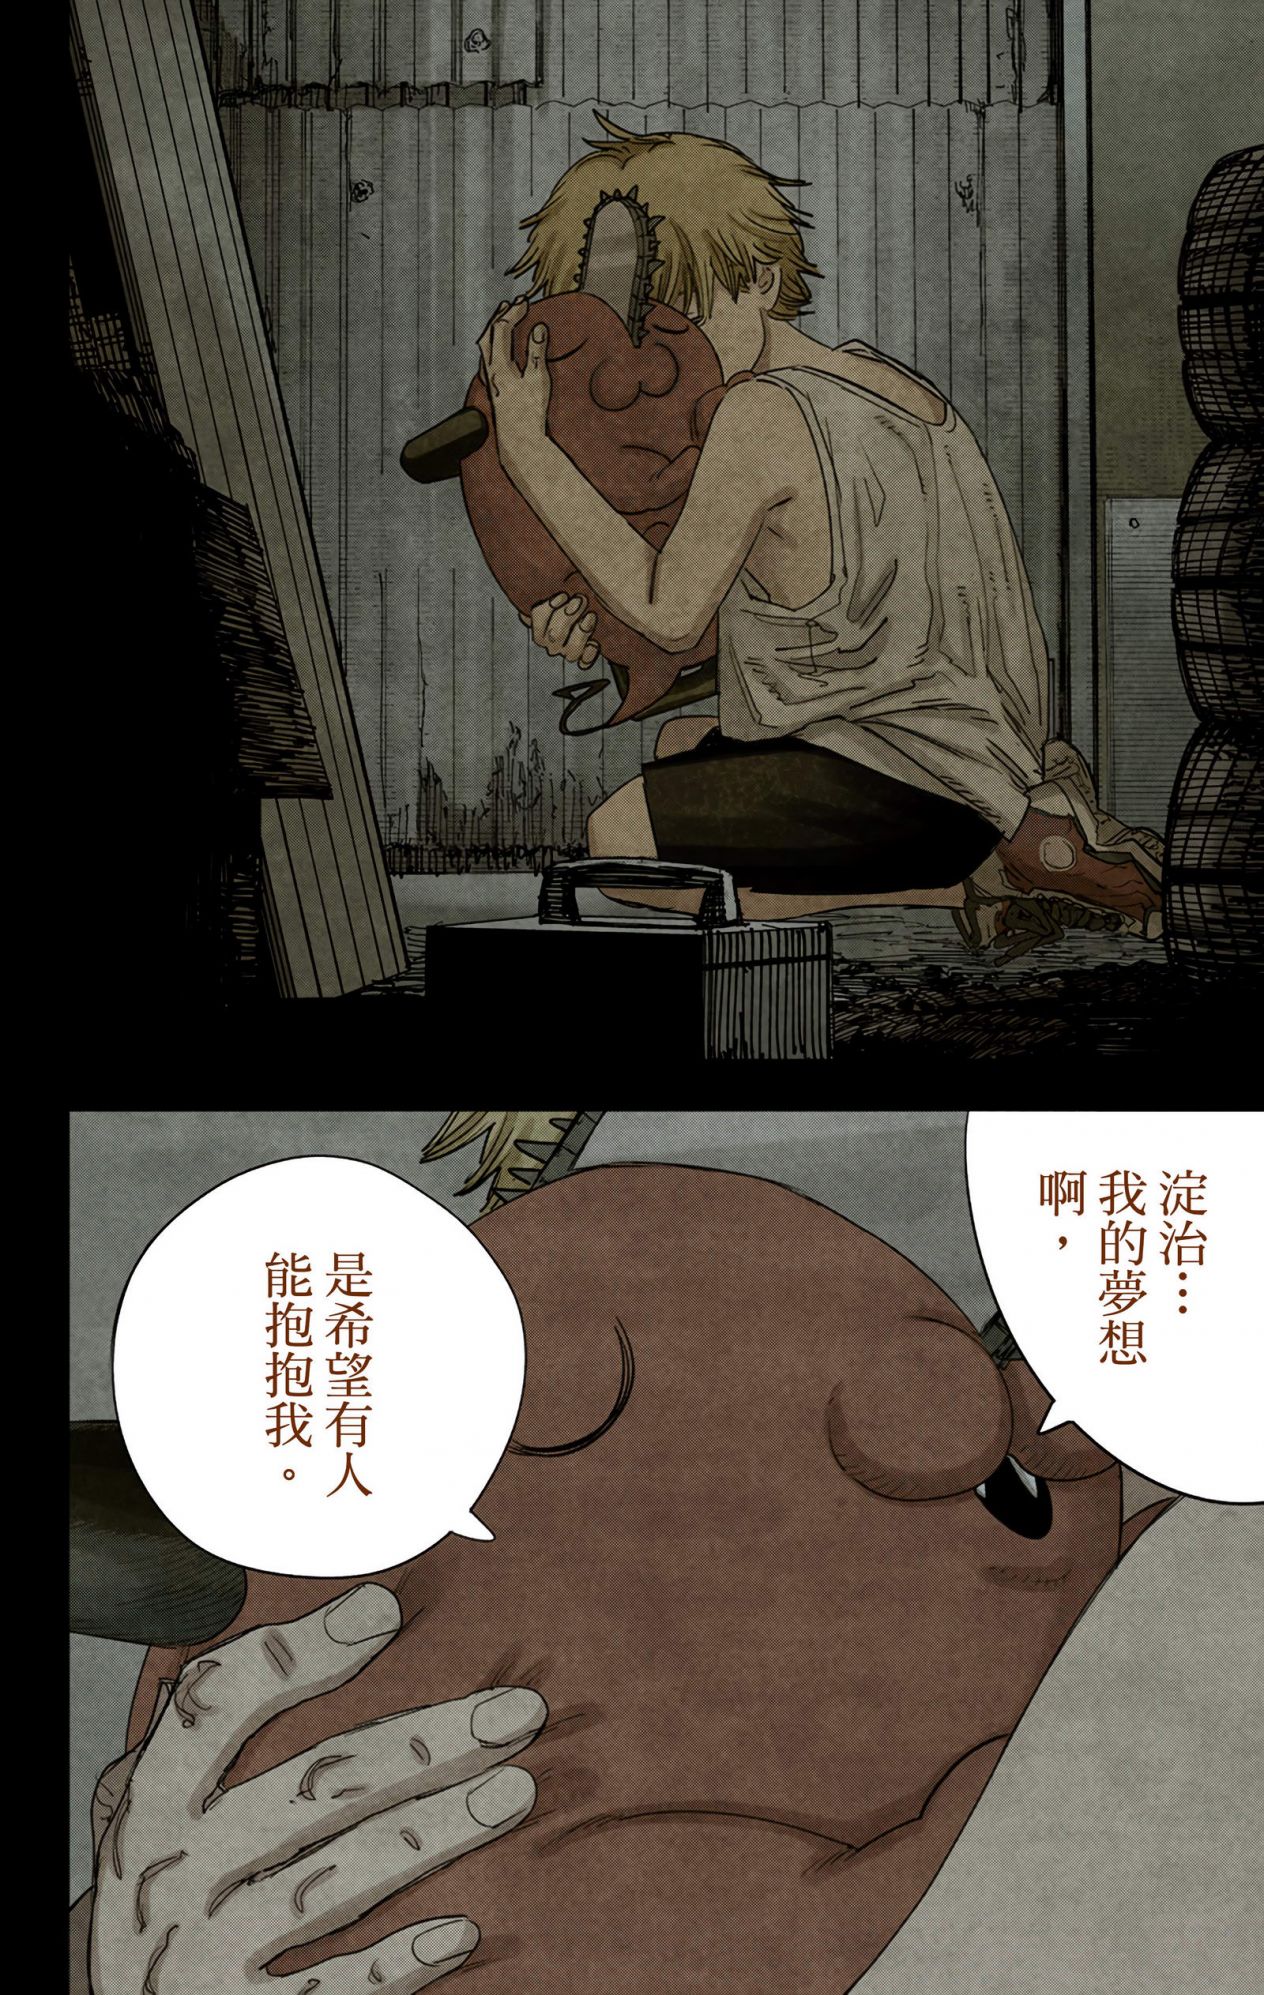 淀治…
我的夢想
啊，
是希望有人
能抱抱我。